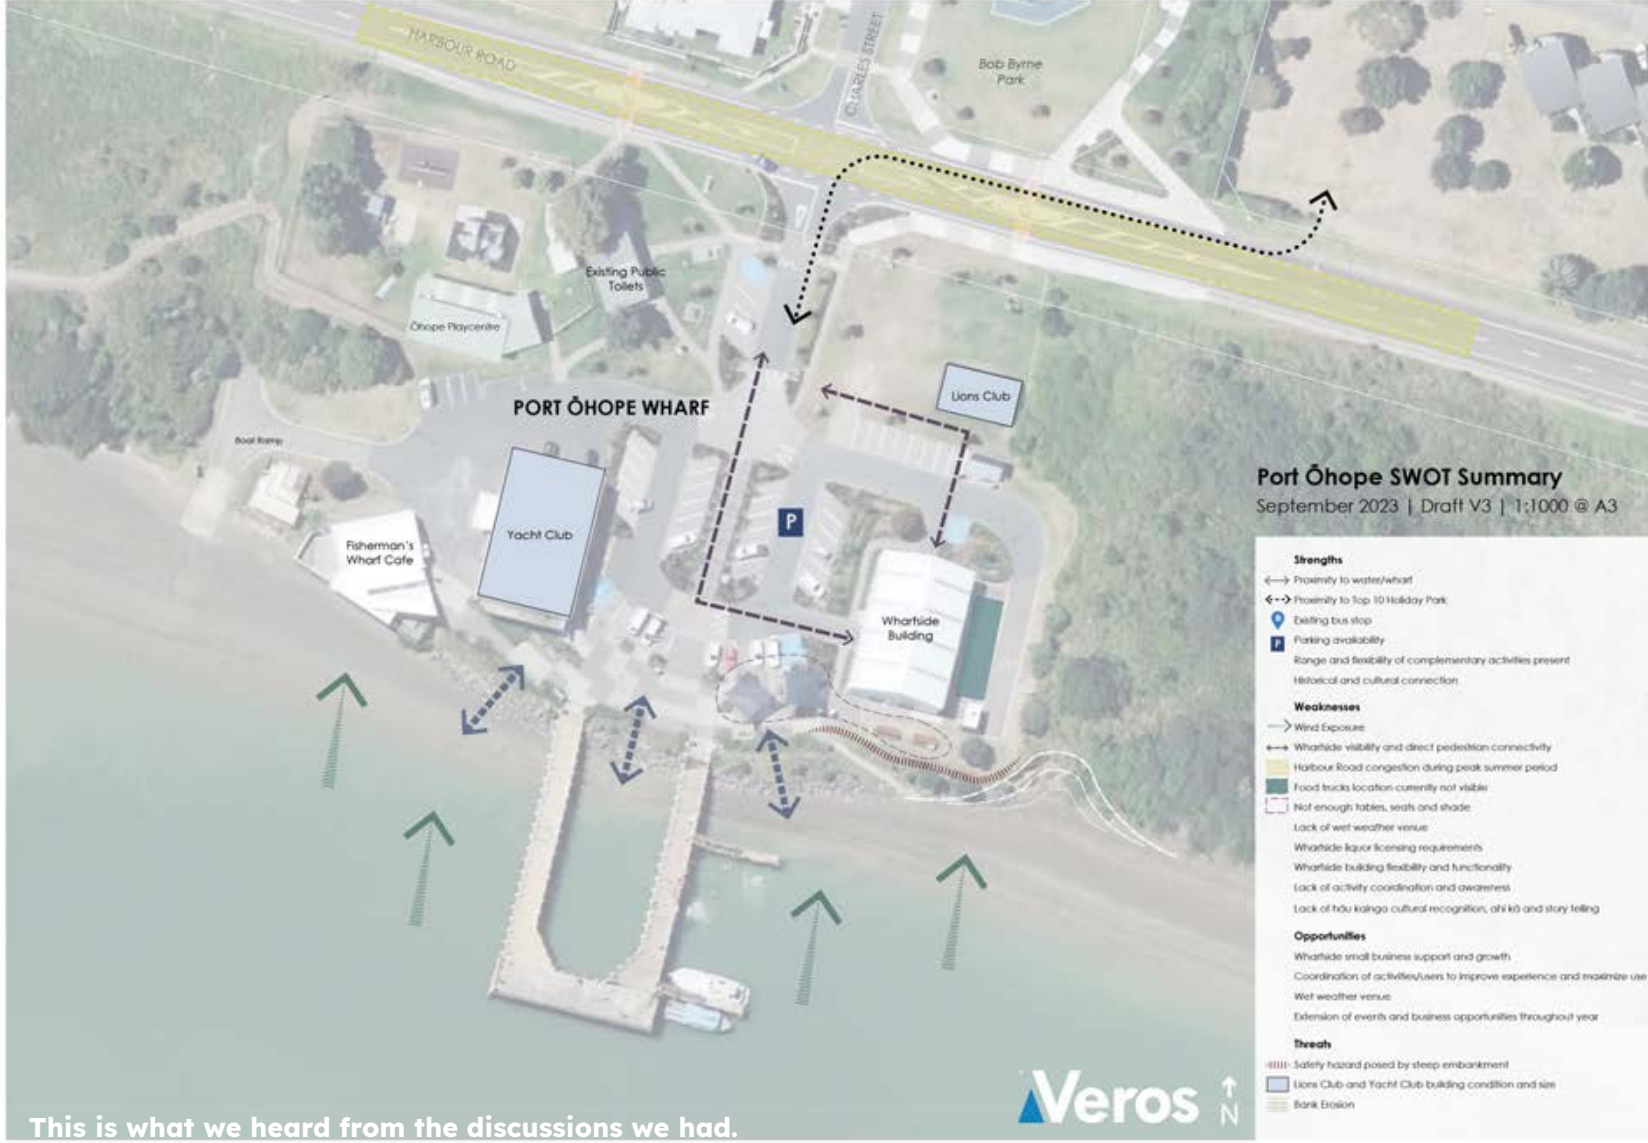 HARBOUR ROAD
CHARLES STREET
Bob Byrne
Park
Existing Public
Toilets
Ōhope Playcentre
Lions Club
PORT ŌHOPE WHARF
Boat Ramp
Yacht Club
P
Fisherman's
Wharf Cafe
Wharfside
Building
Port Ōhope SWOT Summary
September 2023 | Draft V3 | 1:1000 @ A3
Strengths
Proximity to water/wharf
Proximity to Top 10 Holiday Park
Existing bus stop
P Parking availability
Range and flexibility of complementary activities present
Historical and cultural connection
Weaknesses
Wind Exposure
Wharfside visibility and direct pedestrian connectivity
Harbour Road congestion during peak summer period
Food trucks location currently not visible
Not enough tables, seats and shade
Lack of wet weather venue
Wharfside liquor licensing requirements
Wharfside building flexibility and functionality
Lack of activity coordination and awareness
Lack of hāu kainga cultural recognition, ahi kā and story telling
Opportunities
Wharfside small business support and growth
Coordination of activities/users to improve experience and maximize use
Wet weather venue
Extension of events and business opportunities throughout year
Threats
Safety hazard posed by steep embankment
Lions Club and Yacht Club building condition and size
Bank Erosion
Veros
N
This is what we heard from the discussions we had.